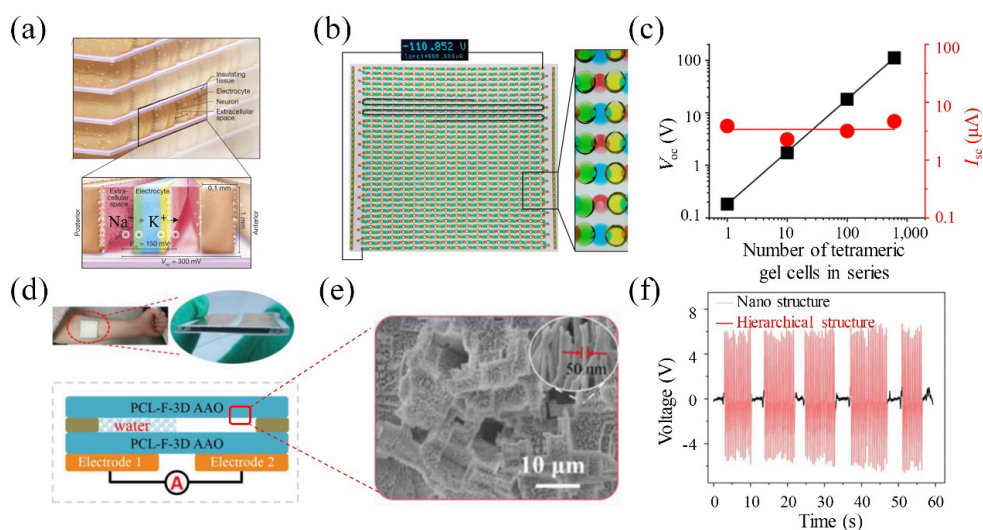 (a)
Insulating
tissue
Electrocyte
Neuron
Extracellular
space
Extra-
cellular
space
Electrocyte
0.1 mm
1 mm
Posterior
Anterior
Na⁺
K⁺
= 150 mV
= 300 mV
(b)
-110.852 V
(c)
Voc (V)
100
10
1
0.1
100
10
1
0.1
Isc (μA)
1
10
100
1,000
Number of tetrameric
gel cells in series
(d)
PCL-F-3D AAO
water
PCL-F-3D AAO
Electrode 1
Electrode 2
A
(e)
50 nm
10 μm
(f)
Nano structure
Hierarchical structure
Voltage (V)
8
4
0
-4
0
10
20
30
40
50
60
Time (s)